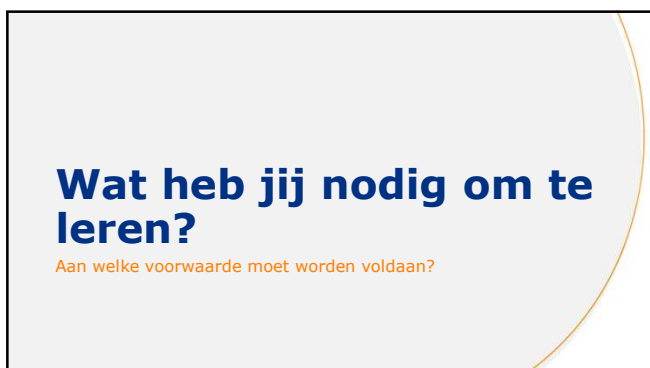 Wat heb jij nodig om te
leren?
Aan welke voorwaarde moet worden voldaan?